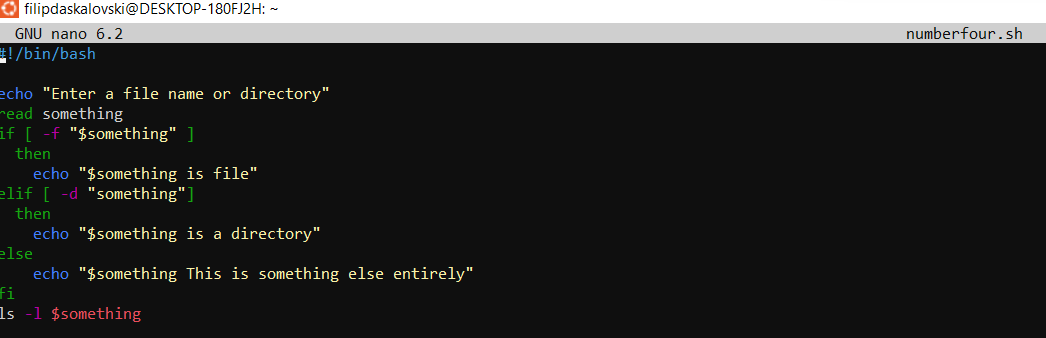 filipdaskalovski@DESKTOP-180FJ2H: ~
GNU nano 6.2 numberfour.sh
#!/bin/bash
echo "Enter a file name or directory"
read something
if [ -f "$something" ]
then
echo "$something is file"
elif [ -d "something"]
then
echo "$something is a directory"
else
echo "$something This is something else entirely"
fi
ls -l $something